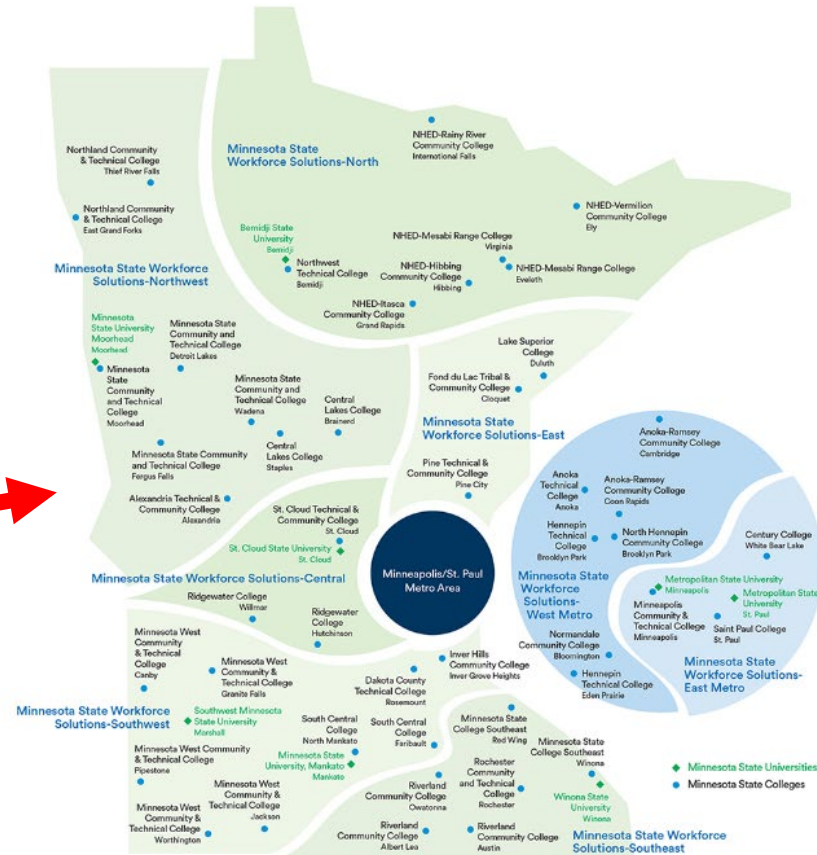 Minnesota State
Workforce Solutions-North
NHED-Rainy River
Community College
International Falls
Northland Community
& Technical College
Thief River Falls
Northland Community
& Technical College
East Grand Forks
NHED-Vermilion
Community College
Ely
Bemidji State
University
Bemidji
Northwest
Technical College
Bemidji
NHED-Mesabi Range College
Virginia
NHED-Mesabi Range College
Eveleth
NHED-Hibbing
Community College
Hibbing
NHED-Itasca
Community College
Grand Rapids
Minnesota State Workforce
Solutions-Northwest
Minnesota
State University
Moorhead
Moorhead
Minnesota State
Community and
Technical College
Detroit Lakes
Minnesota
State
Community
and Technical
College
Moorhead
Minnesota State
Community and
Technical College
Wadena
Central
Lakes College
Brainerd
Minnesota State Community
and Technical College
Fergus Falls
Central
Lakes College
Staples
Alexandria Technical &
Community College
Alexandria
Lake Superior
College
Duluth
Fond du Lac Tribal &
Community College
Cloquet
Minnesota State
Workforce Solutions-East
Pine Technical &
Community College
Pine City
St. Cloud Technical &
Community College
St. Cloud
St. Cloud State University
St. Cloud
Minnesota State Workforce Solutions-Central
Ridgewater College
Willmar
Ridgewater
College
Hutchinson
Minneapolis/St. Paul
Metro Area
Anoka-Ramsey
Community College
Cambridge
Anoka
Technical
College
Anoka
Anoka-Ramsey
Community College
Coon Rapids
Hennepin
Technical
College
Brooklyn Park
North Hennepin
Community College
Brooklyn Park
Century College
White Bear Lake
Minnesota State
Workforce
Solutions-
West Metro
Metropolitan State University
Minneapolis
Metropolitan State
University
St. Paul
Minneapolis
Community &
Technical College
Minneapolis
Saint Paul College
St. Paul
Normandale
Community College
Bloomington
Hennepin
Technical College
Eden Prairie
Minnesota State
Workforce Solutions-
East Metro
Minnesota West
Community
& Technical
College
Canby
Minnesota West
Community &
Technical College
Granite Falls
Inver Hills
Community College
Inver Grove Heights
Dakota County
Technical College
Rosemount
Minnesota State Workforce
Solutions-Southwest
Southwest Minnesota
State University
Marshall
South Central
College
North Mankato
South Central
College
Faribault
Minnesota State
College Southeast
Red Wing
Minnesota State
College Southeast
Winona
Minnesota West Community
& Technical College
Pipestone
Minnesota State
University, Mankato
Mankato
Minnesota West
Community &
Technical College
Jackson
Minnesota West
Community &
Technical College
Worthington
Riverland
Community College
Owatonna
Rochester
Community
and Technical
College
Rochester
Winona State
University
Winona
Riverland
Community College
Albert Lea
Riverland
Community College
Austin
Minnesota State Workforce
Solutions-Southeast
Minnesota State Universities
Minnesota State Colleges